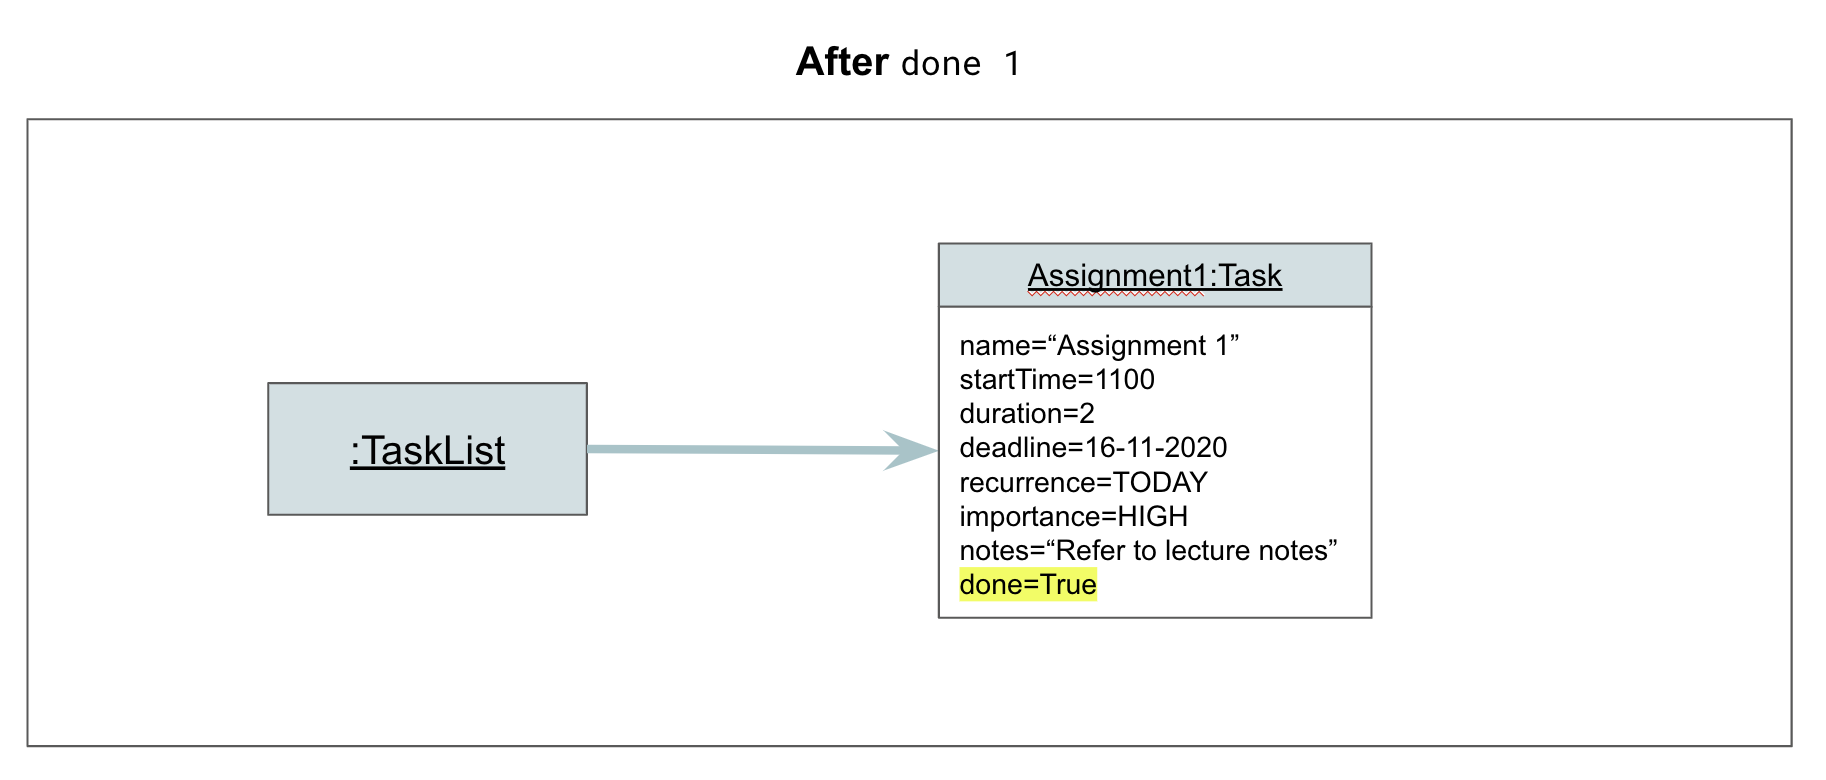 After done 1
Assignment1:Task
name=“Assignment 1”
startTime=1100
duration=2
deadline=16-11-2020
recurrence=TODAY
importance=HIGH
notes=“Refer to lecture notes”
done=True
:TaskList